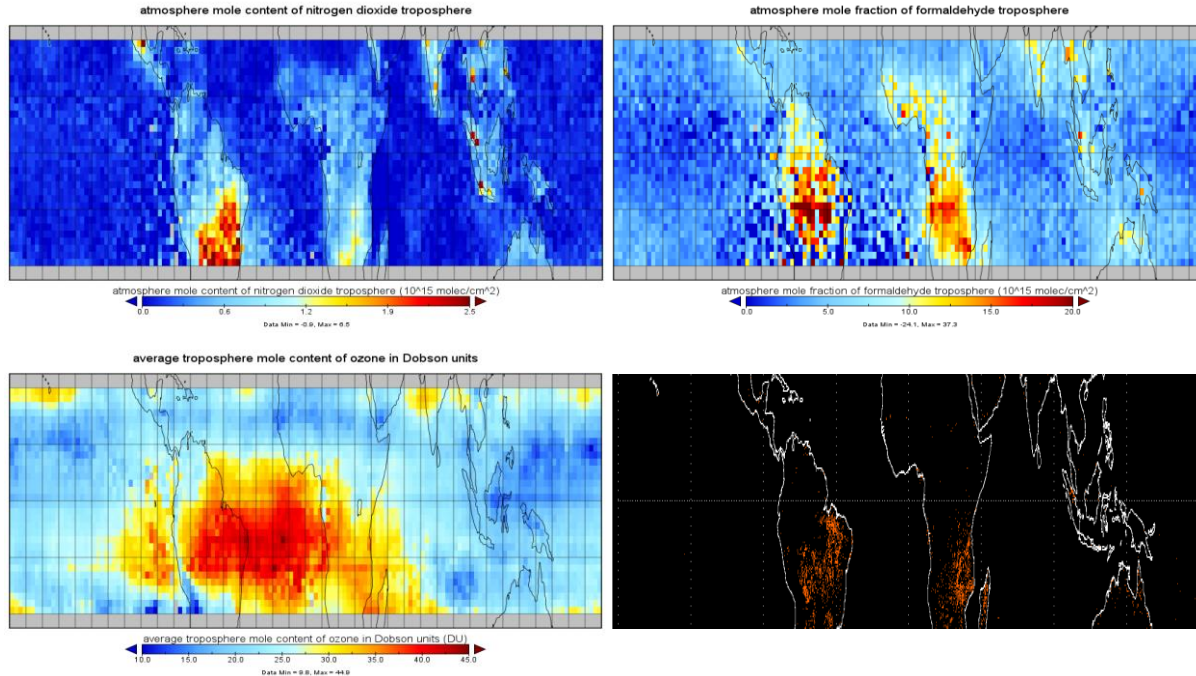 atmosphere mole content of nitrogen dioxide troposphere
atmosphere mole content of nitrogen dioxide troposphere (10^15 molec/cm^2)
0.0 0.6 1.2 1.9 2.5
Data Min = -0.9, Max = 6.5
atmosphere mole fraction of formaldehyde troposphere
atmosphere mole fraction of formaldehyde troposphere (10^15 molec/cm^2)
0.0 5.0 10.0 15.0 20.0
Data Min = -24.1, Max = 37.3
average troposphere mole content of ozone in Dobson units
average troposphere mole content of ozone in Dobson units (DU)
10.0 15.0 20.0 25.0 30.0 35.0 40.0 45.0
Data Min = 9.8, Max = 44.9